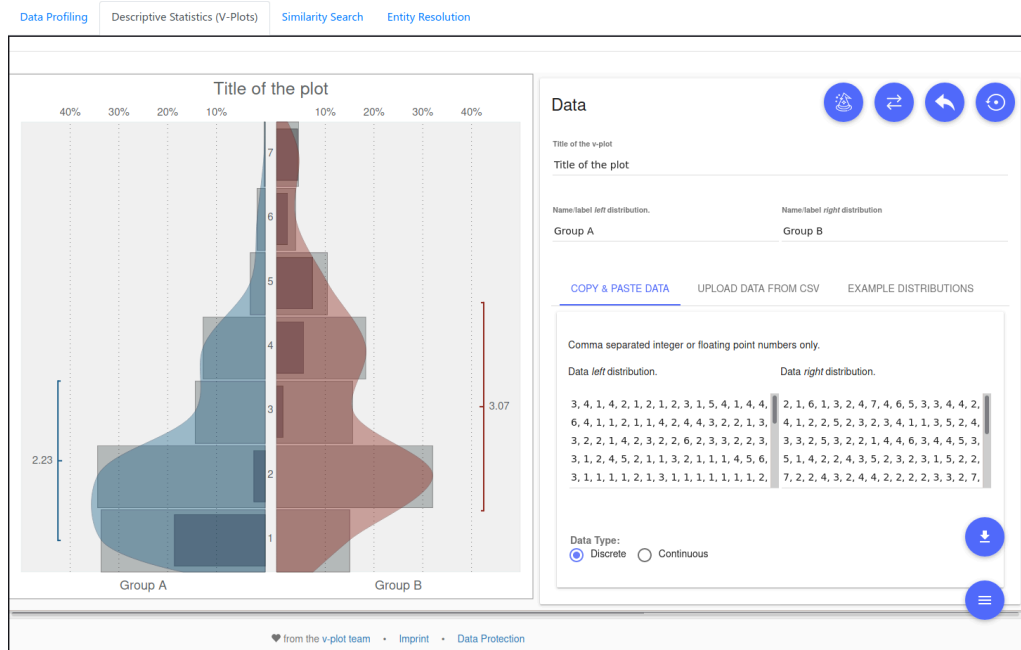 Data Profiling
Descriptive Statistics (V-Plots)
Similarity Search
Entity Resolution
Title of the plot
40% 30% 20% 10% 10% 20% 30% 40%
7
6
5
4
3
2
1
2.23
3.07
Group A
Group B
Data
Title of the v-plot
Title of the plot
Name/label left distribution.
Name/label right distribution
Group A
Group B
COPY & PASTE DATA
UPLOAD DATA FROM CSV
EXAMPLE DISTRIBUTIONS
Comma separated integer or floating point numbers only.
Data left distribution.
Data right distribution.
3, 4, 1, 4, 2, 1, 2, 1, 2, 3, 1, 5, 4, 1, 4, 4,
6, 4, 1, 1, 2, 1, 1, 4, 2, 4, 4, 3, 2, 2, 1, 3,
3, 2, 2, 1, 4, 2, 3, 2, 2, 6, 2, 3, 3, 2, 2, 3,
3, 1, 2, 4, 5, 2, 1, 1, 3, 2, 1, 1, 1, 4, 5, 6,
3, 1, 1, 1, 1, 2, 1, 3, 1, 1, 1, 1, 1, 1, 1, 2,
2, 1, 6, 1, 3, 2, 4, 7, 4, 6, 5, 3, 3, 4, 4, 2,
4, 1, 2, 2, 5, 2, 3, 2, 3, 4, 1, 1, 3, 5, 2, 4,
3, 3, 2, 5, 3, 2, 2, 1, 4, 4, 6, 3, 4, 4, 5, 3,
5, 1, 4, 2, 2, 4, 3, 5, 2, 3, 2, 3, 1, 5, 2, 2,
7, 2, 2, 4, 3, 2, 4, 4, 2, 2, 2, 2, 3, 3, 2, 7,
Data Type:
Discrete
Continuous
from the v-plot team • Imprint • Data Protection